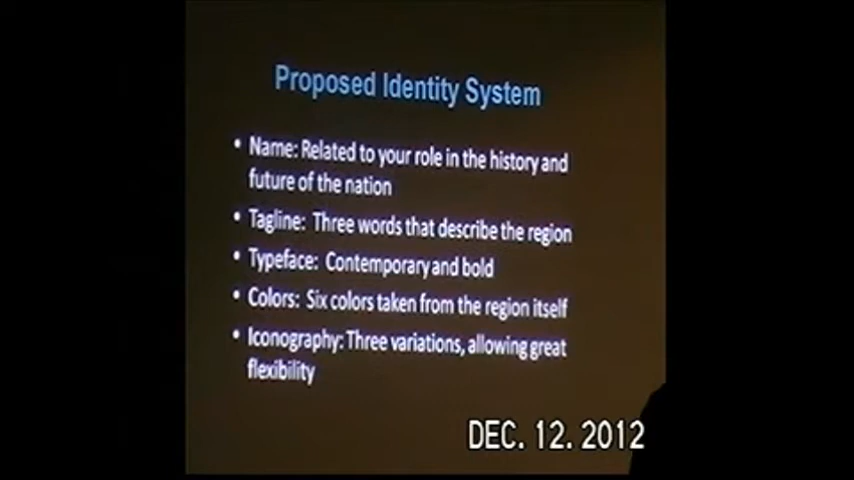 Proposed Identity System
• Name: Related to your role in the history and
future of the nation
• Tagline: Three words that describe the region
• Typeface: Contemporary and bold
• Colors: Six colors taken from the region itself
• Iconography: Three variations, allowing great
flexibility
DEC. 12. 2012